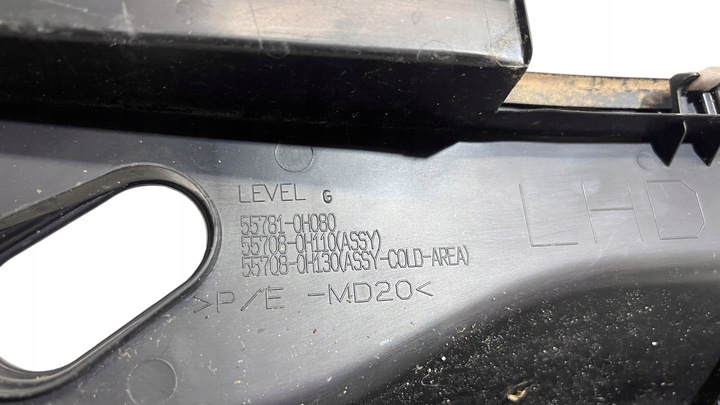 LEVEL G
55781-0H080
55708-0H110(ASSY)
55708-0H130(ASSY-COLD-AREA)
>P/E -MD20<
LHD